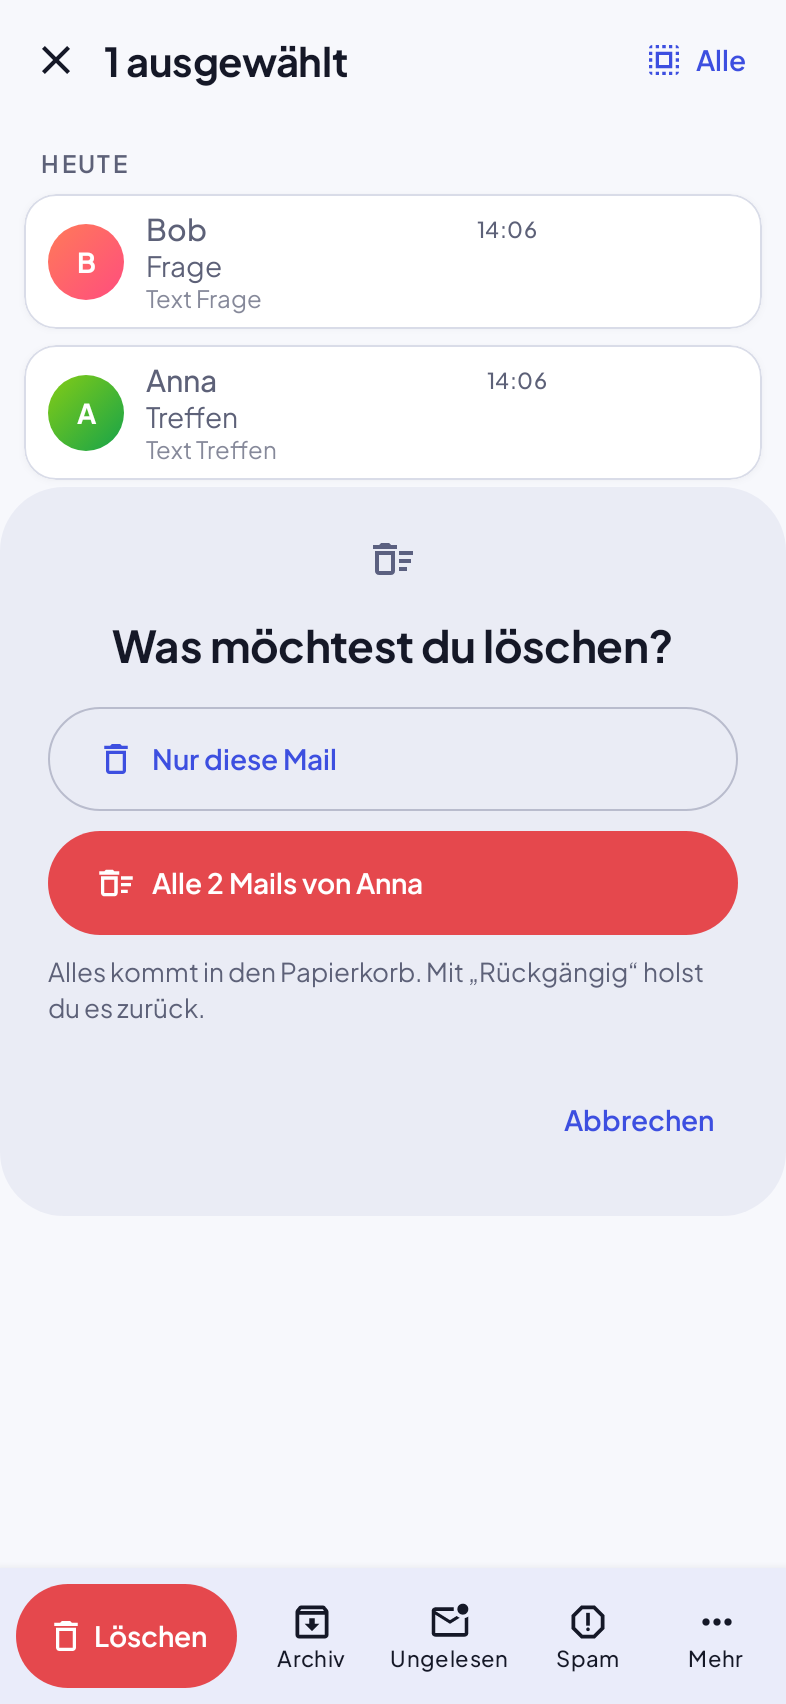 1 ausgewählt
Alle
HEUTE
B
Bob
14:06
Frage
Text Frage
A
Anna
14:06
Treffen
Text Treffen
Was möchtest du löschen?
Nur diese Mail
Alle 2 Mails von Anna
Alles kommt in den Papierkorb. Mit „Rückgängig“ holst
du es zurück.
Abbrechen
Löschen
Archiv
Ungelesen
Spam
Mehr